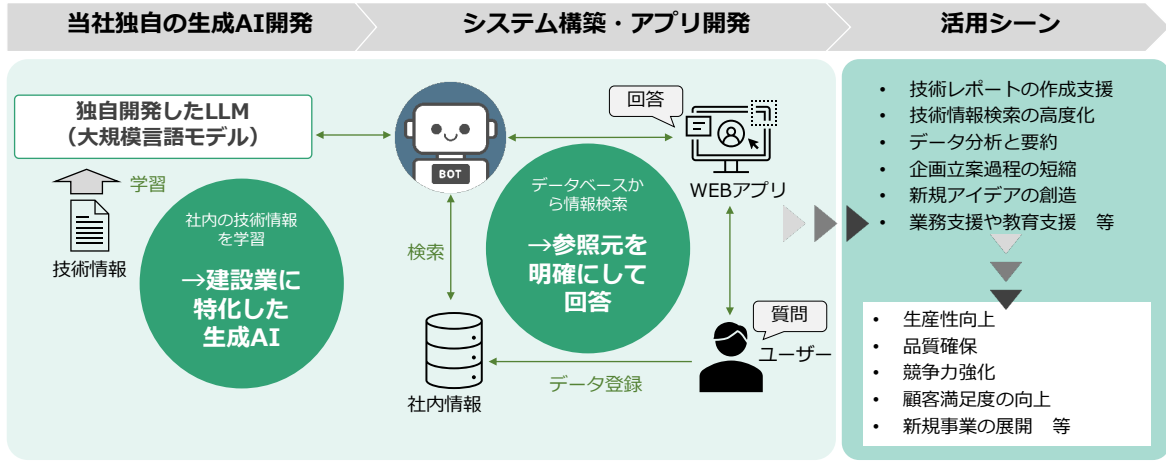 当社独自の生成AI開発
システム構築・アプリ開発
活用シーン
独自開発したLLM
（大規模言語モデル）
学習
技術情報
社内の技術情報
を学習
→建設業に
特化した
生成AI
BOT
検索
社内情報
データベースか
ら情報検索
→参照元を
明確にして
回答
回答
WEBアプリ
質問
ユーザー
データ登録
• 技術レポートの作成支援
• 技術情報検索の高度化
• データ分析と要約
• 企画立案過程の短縮
• 新規アイデアの創造
• 業務支援や教育支援　等
• 生産性向上
• 品質確保
• 競争力強化
• 顧客満足度の向上
• 新規事業の展開　等